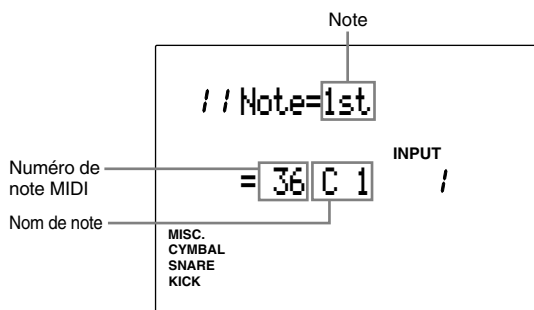 Note
11 Note=1st
INPUT
Numéro de
note MIDI
= 36 C 1
1
Nom de note
MISC.
CYMBAL
SNARE
KICK